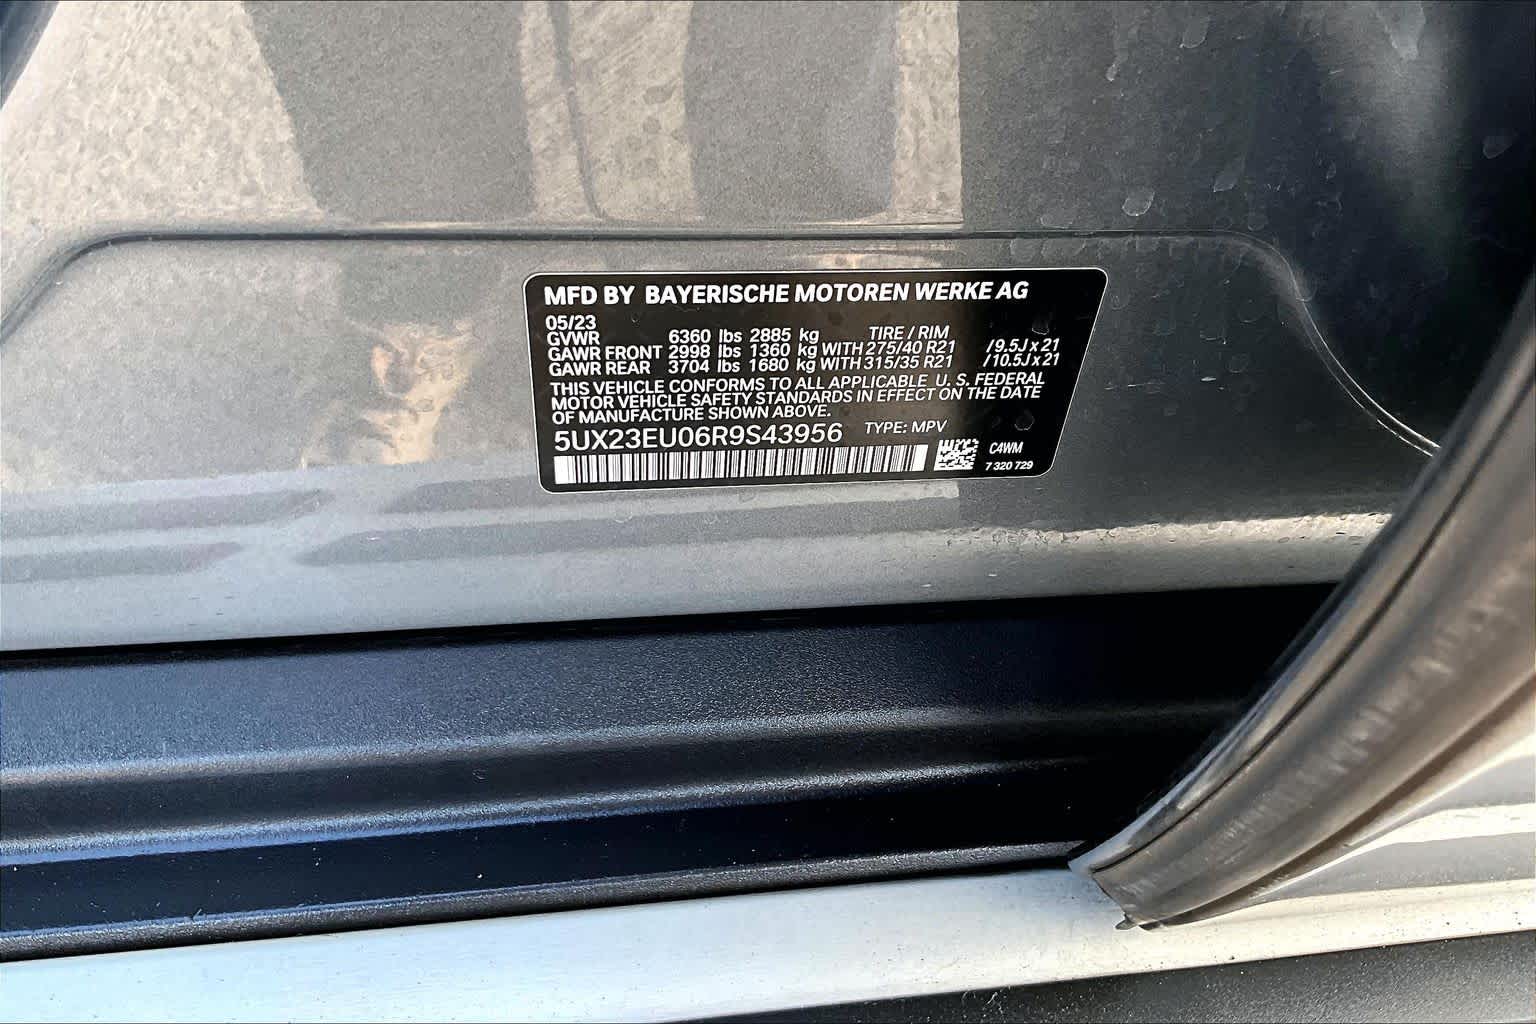 MFD BY BAYERISCHE MOTOREN WERKE AG
05/23
GVWR 6360 lbs 2885 kg TIRE / RIM
GAWR FRONT 2998 lbs 1360 kg WITH 275/40 R21 / 9.5J x 21
GAWR REAR 3704 lbs 1680 kg WITH 315/35 R21 / 10.5J x 21
THIS VEHICLE CONFORMS TO ALL APPLICABLE U. S. FEDERAL
MOTOR VEHICLE SAFETY STANDARDS IN EFFECT ON THE DATE
OF MANUFACTURE SHOWN ABOVE.
5UX23EU06R9S43956 TYPE: MPV
C4WM
7 320 729